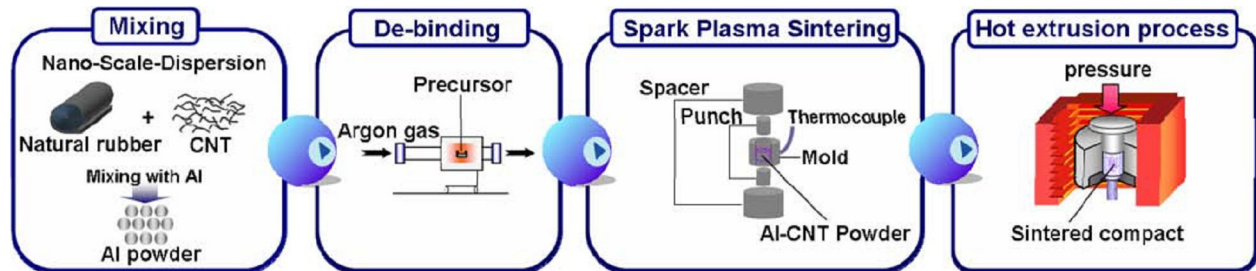 Mixing
Nano-Scale-Dispersion
+
Natural rubber
CNT
Mixing with Al
Al powder
De-binding
Precursor
Argon gas
Spark Plasma Sintering
Spacer
Punch
Thermocouple
Mold
Al-CNT Powder
Hot extrusion process
pressure
Sintered compact